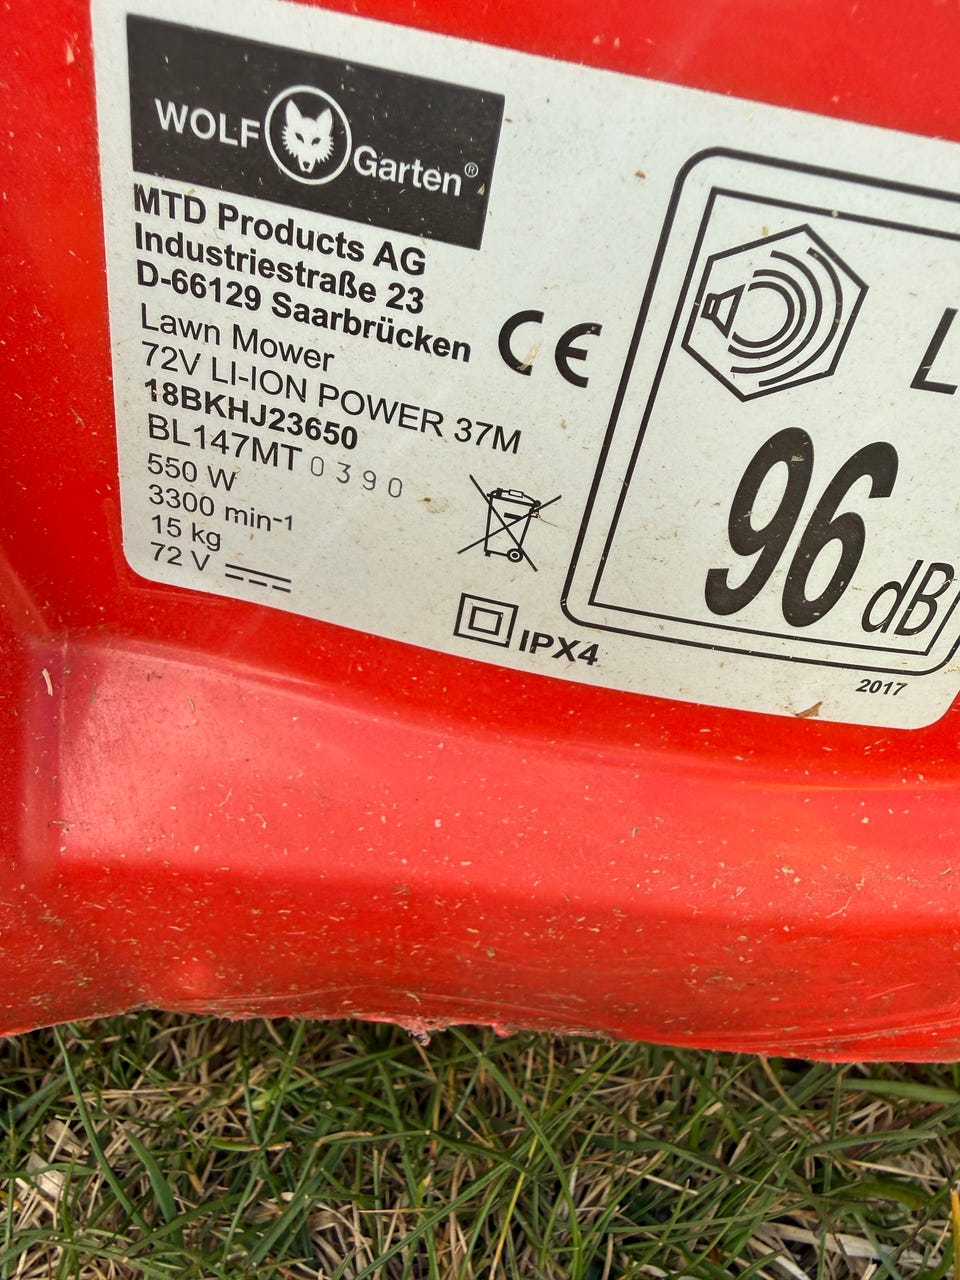 WOLF Garten®
MTD Products AG
Industriestraße 23
D-66129 Saarbrücken
Lawn Mower
72V LI-ION POWER 37M
18BKHJ23650
BL147MT 0390
550 W
3300 min-1
15 kg
72 V
CE
IPX4
L
96 dB
2017